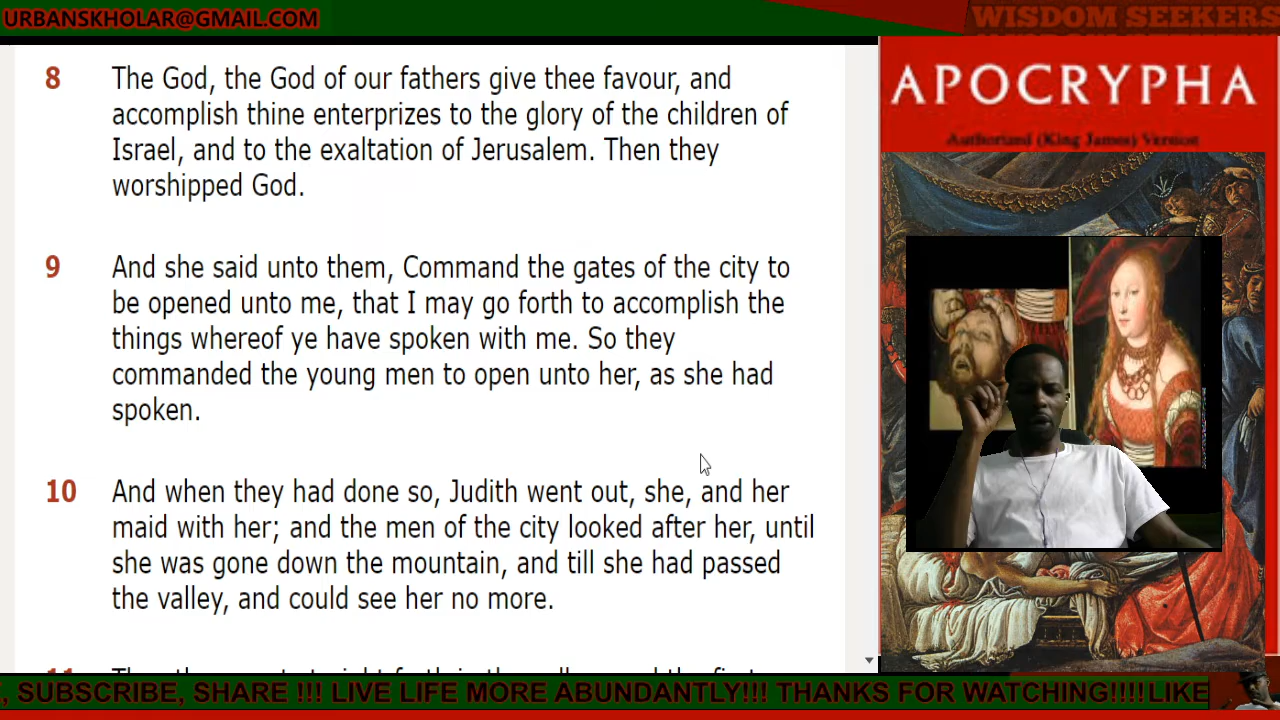 URBANSKHOLAR@GMAIL.COM
WISDOM SEEKERS
8 The God, the God of our fathers give thee favour, and
accomplish thine enterprizes to the glory of the children of
Israel, and to the exaltation of Jerusalem. Then they
worshipped God.
9 And she said unto them, Command the gates of the city to
be opened unto me, that I may go forth to accomplish the
things whereof ye have spoken with me. So they
commanded the young men to open unto her, as she had
spoken.
10 And when they had done so, Judith went out, she, and her
maid with her; and the men of the city looked after her, until
she was gone down the mountain, and till she had passed
the valley, and could see her no more.
APOCRYPHA
Authorized (King James) Version
, SUBSCRIBE, SHARE !!! LIVE LIFE MORE ABUNDANTLY!!! THANKS FOR WATCHING!!!! LIKE